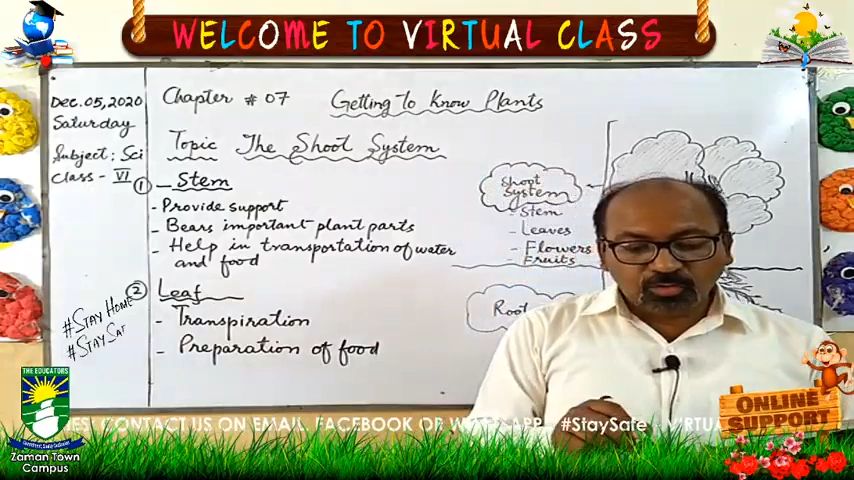 WELCOME TO VIRTUAL CLASS
Dec. 05, 2020
Saturday
Subject: Sci
Class - VI
Chapter # 07 Getting To Know Plants
Topic The Shoot System
① - Stem
- Provide support
- Bears important plant parts
- Help in transportation of water
and food
② Leaf
- Transpiration
- Preparation of food
Shoot
System
- Stem
- Leaves
- Flowers
- Fruits
Root
#STAY HOME
#STAY SAF
THE EDUCATORS
Zaman Town
Campus
CONTACT US ON EMAIL, FACEBOOK OR #StaySafe VIRTUA
ONLINE
SUPPORT